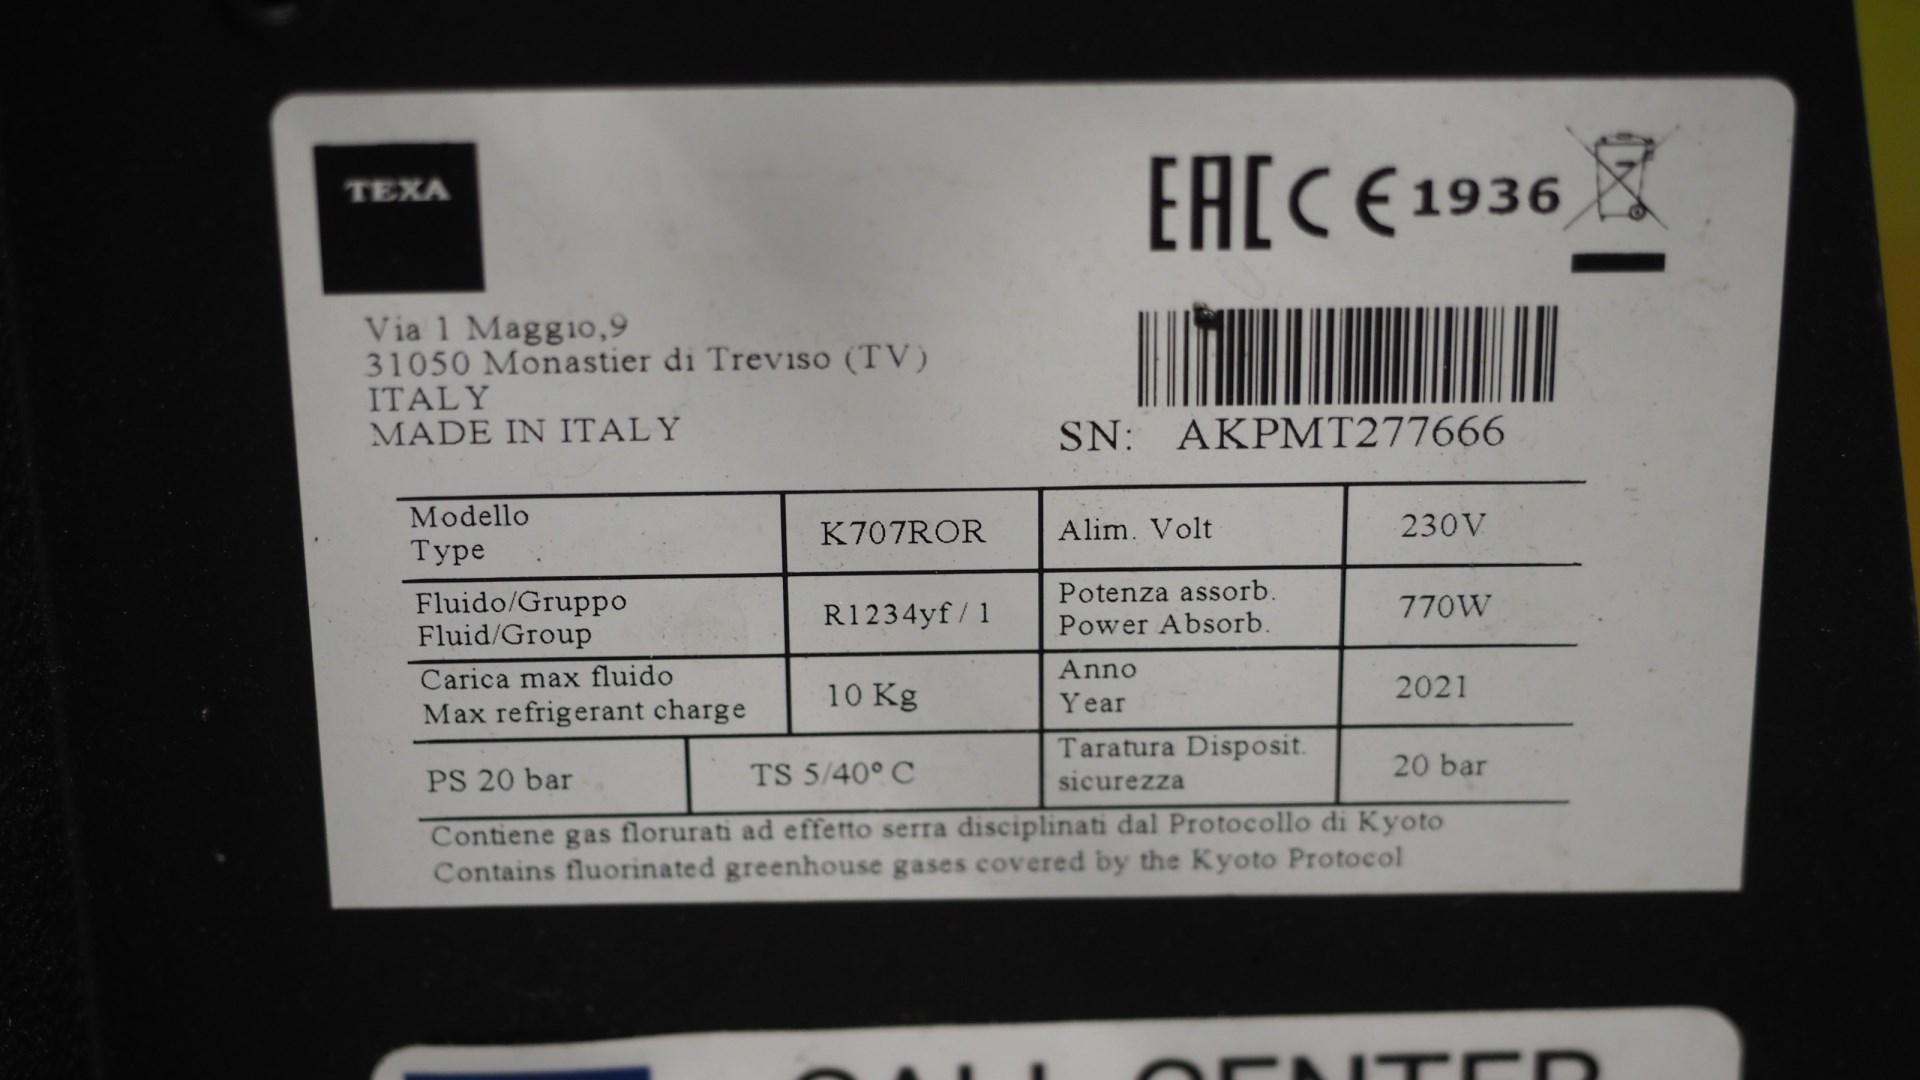 TEXA
EAC CE 1936
Via 1 Maggio,9
31050 Monastier di Treviso (TV)
ITALY
MADE IN ITALY
SN: AKPMT277666
Modello
Type
K707ROR
Alim. Volt
230V
Fluido/Gruppo
Fluid/Group
R1234yf / 1
Potenza assorb.
Power Absorb.
770W
Carica max fluido
Max refrigerant charge
10 Kg
Anno
Year
2021
PS 20 bar
TS 5/40° C
Taratura Disposit.
sicurezza
20 bar
Contiene gas florurati ad effetto serra disciplinati dal Protocollo di Kyoto
Contains fluorinated greenhouse gases covered by the Kyoto Protocol
CALL CENTER